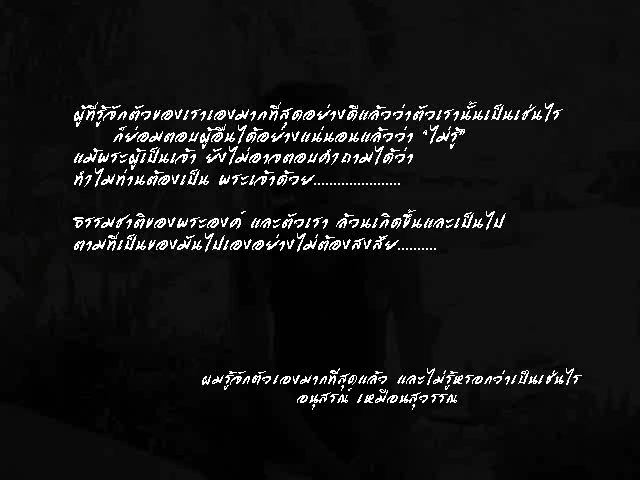 ผู้ที่รู้จักตัวของเราเองมากที่สุดอย่างดีแล้วว่าตัวเรานั้นเป็นเช่นไร
ก็ย่อมตอบผู้อื่นได้อย่างแน่นอนแล้วว่า "ไม่รู้"
แม้พระผู้เป็นเจ้า ยังไม่อาจตอบคำถามได้ว่า
ทำไมท่านต้องเป็น พระเจ้าด้วย......................
ธรรมชาติของพระองค์ และตัวเรา ล้วนเกิดขึ้นและเป็นไป
ตามที่เป็นของมันไปเองอย่างไม่ต้องสงสัย..........
ผมรู้จักตัวเองมากที่สุดแล้ว และไม่รู้หรอกว่าเป็นเช่นไร
อนุสรณ์ เหมือนสุวรรณ